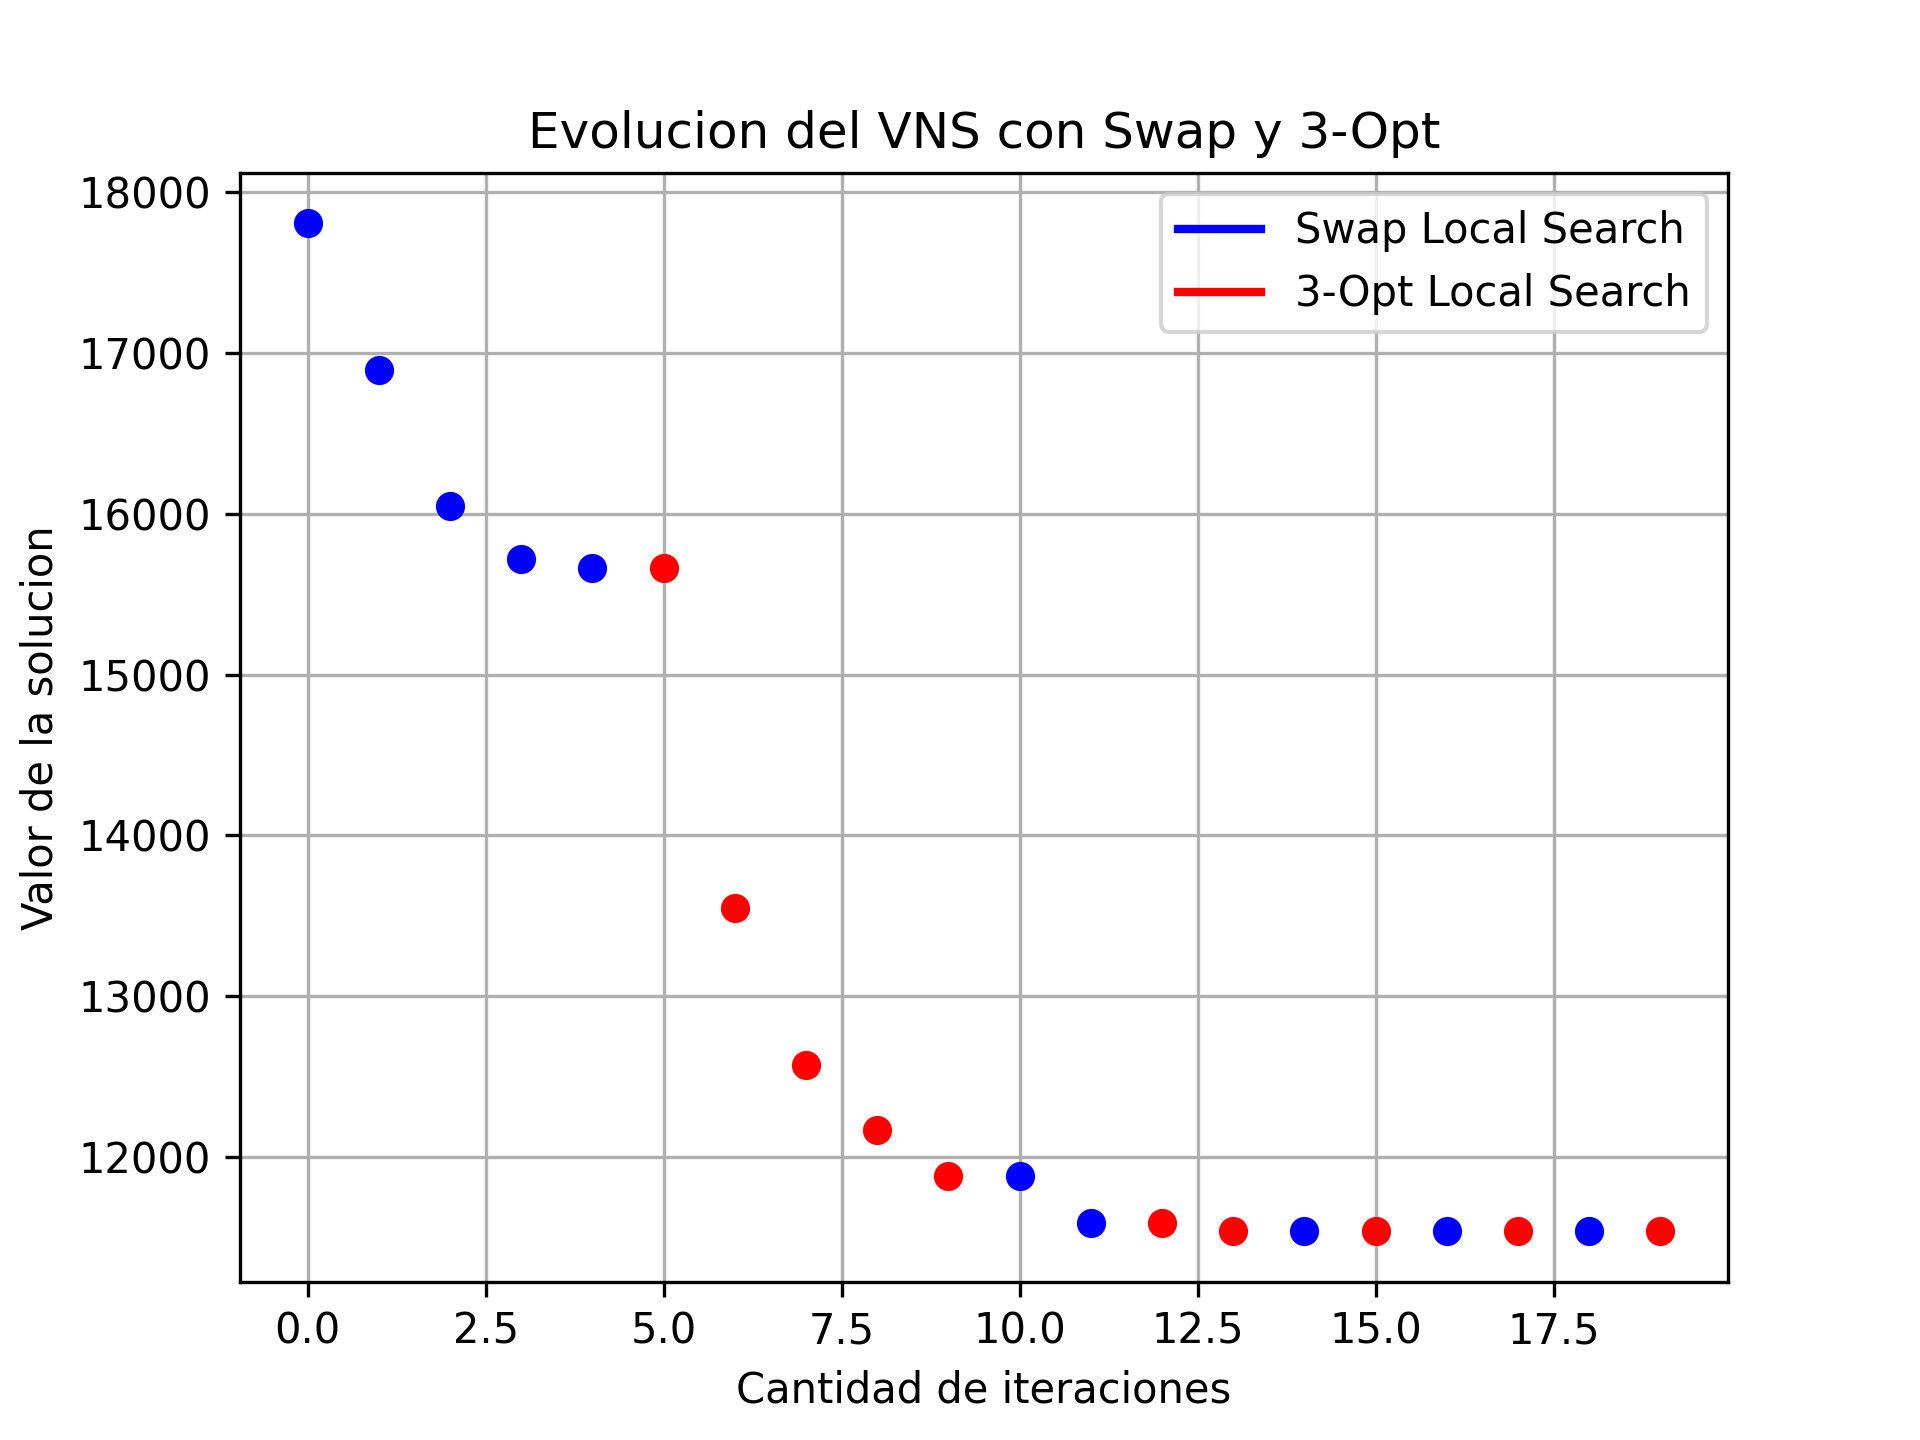 Evolucion del VNS con Swap y 3-Opt
Swap Local Search
3-Opt Local Search
Valor de la solucion
18000
17000
16000
15000
14000
13000
12000
0.0 2.5 5.0 7.5 10.0 12.5 15.0 17.5
Cantidad de iteraciones